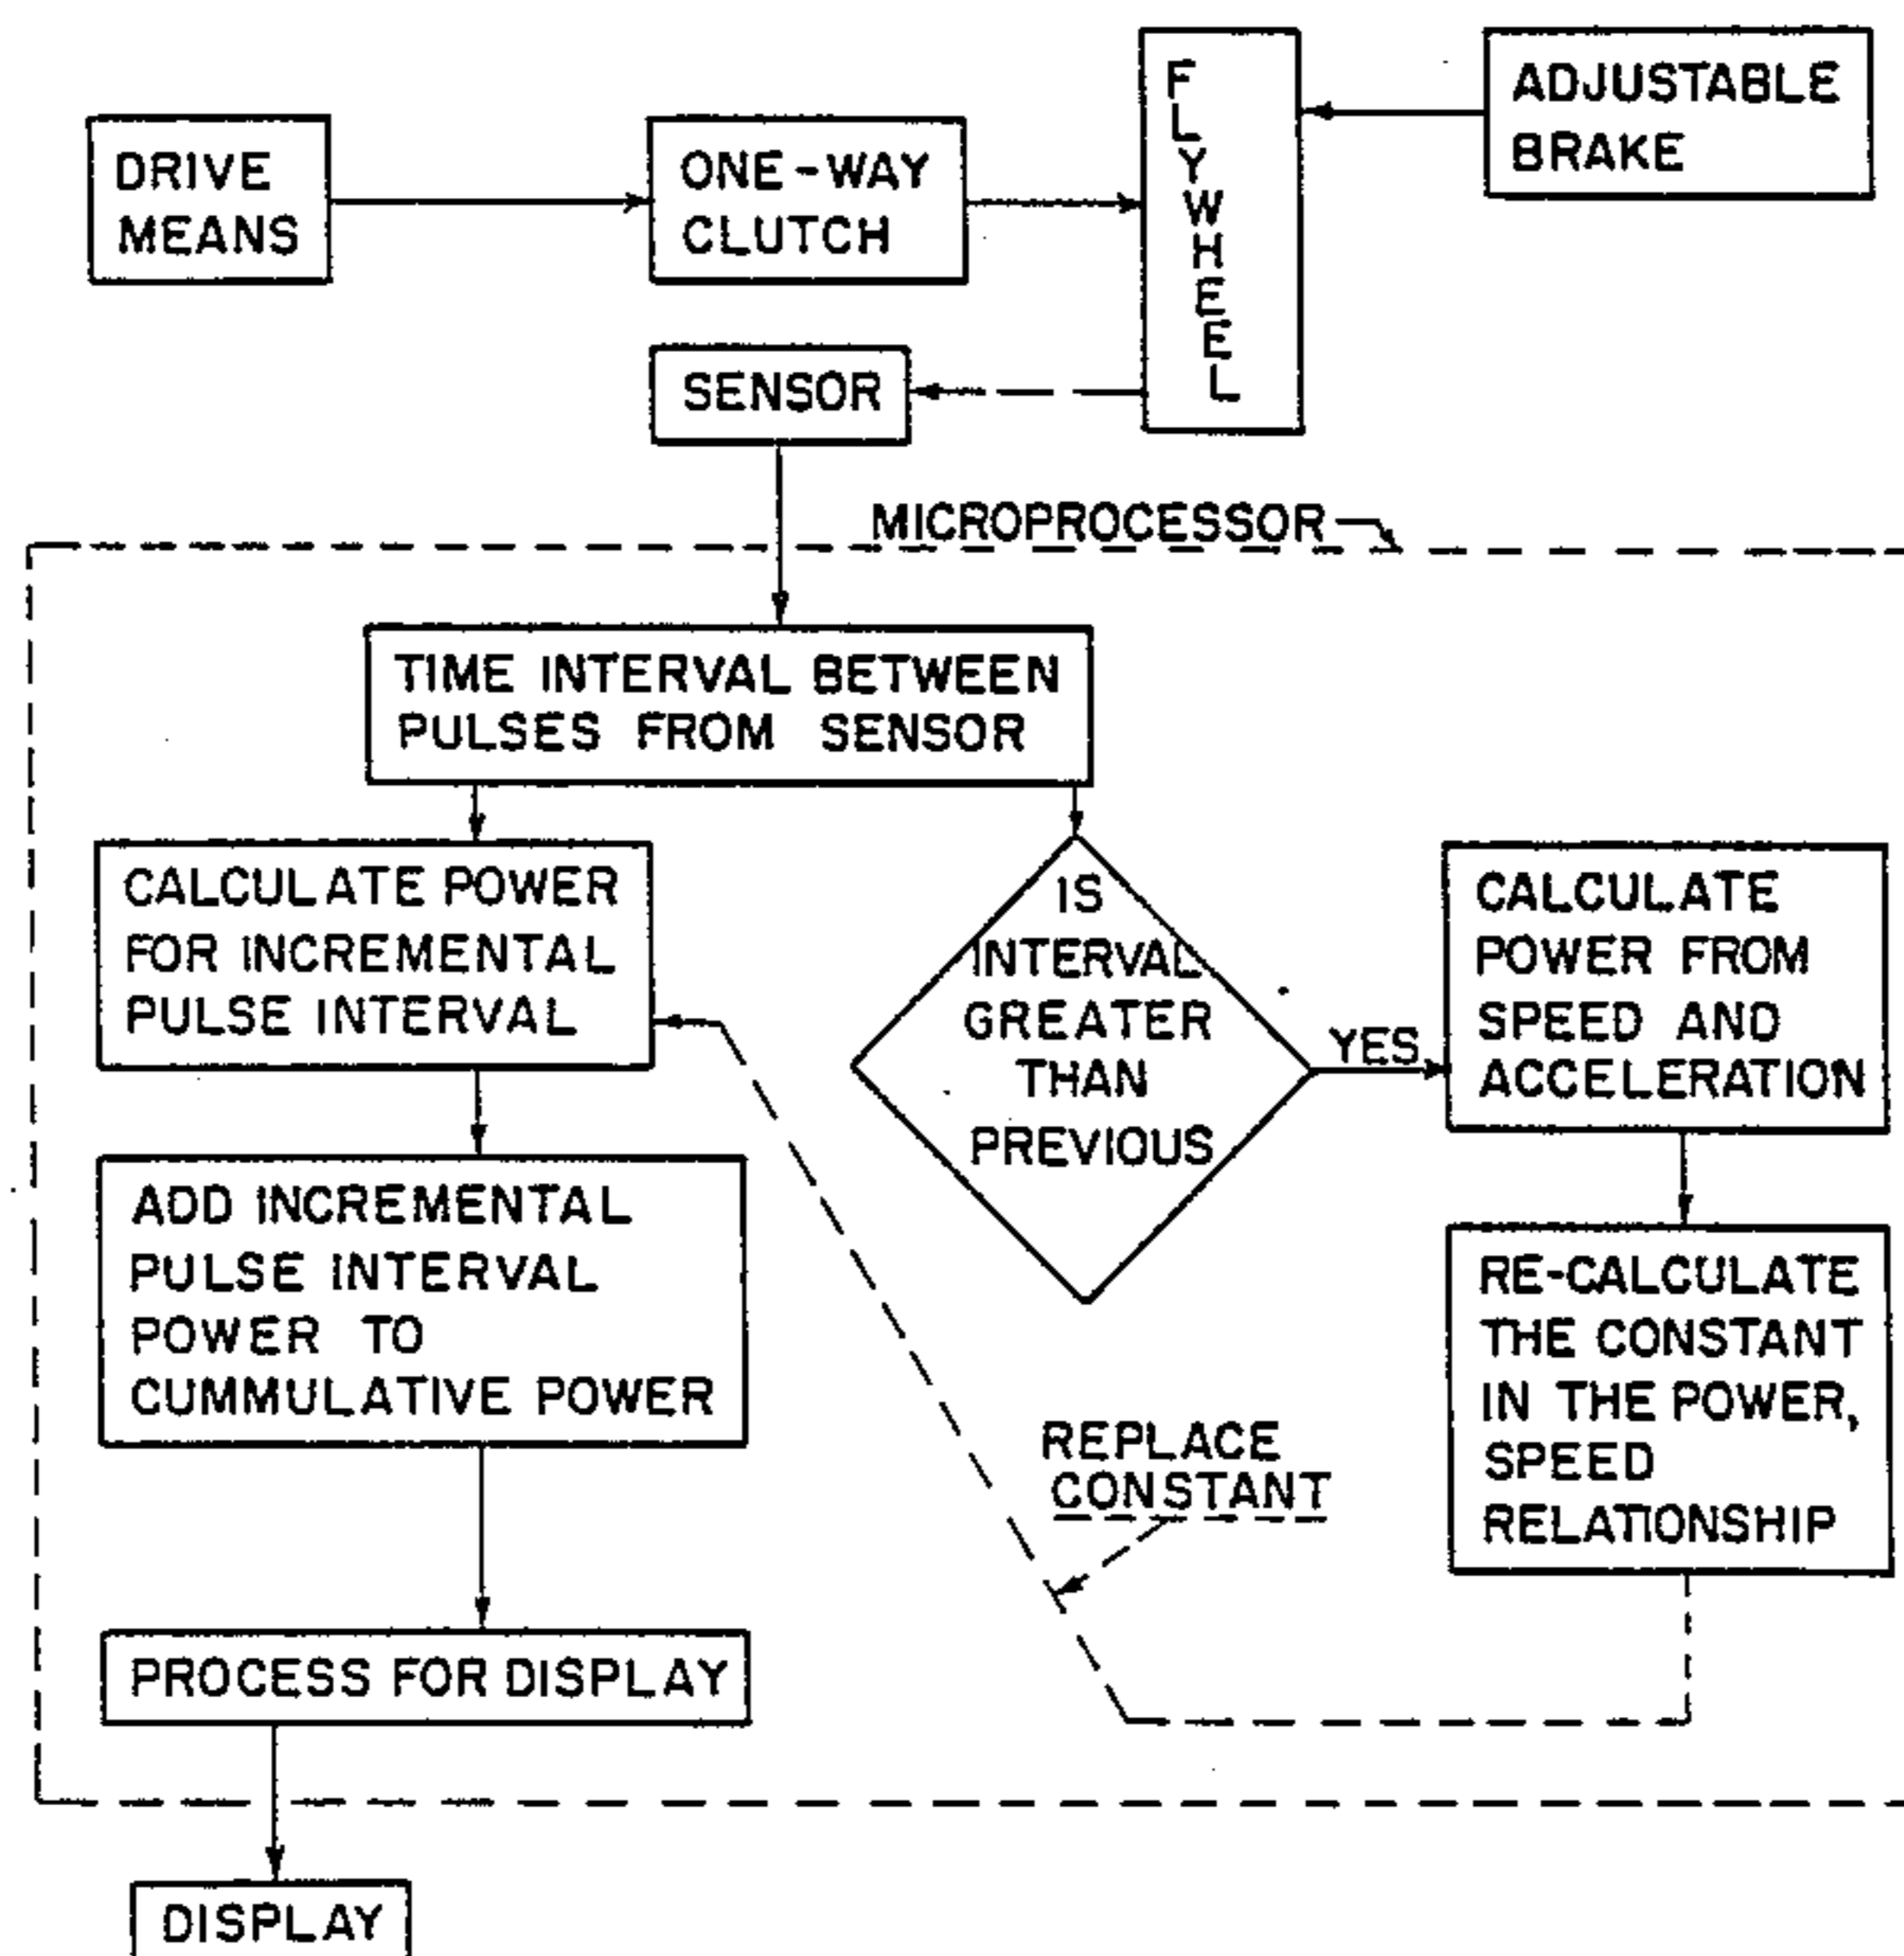 DRIVE
MEANS
ONE-WAY
CLUTCH
FLYWHEEL
ADJUSTABLE
BRAKE
SENSOR
MICROPROCESSOR
TIME INTERVAL BETWEEN
PULSES FROM SENSOR
CALCULATE POWER
FOR INCREMENTAL
PULSE INTERVAL
IS
INTERVAL
GREATER
THAN
PREVIOUS
YES
CALCULATE
POWER FROM
SPEED AND
ACCELERATION
ADD INCREMENTAL
PULSE INTERVAL
POWER TO
CUMMULATIVE POWER
RE-CALCULATE
THE CONSTANT
IN THE POWER,
SPEED
RELATIONSHIP
REPLACE
CONSTANT
PROCESS FOR DISPLAY
DISPLAY